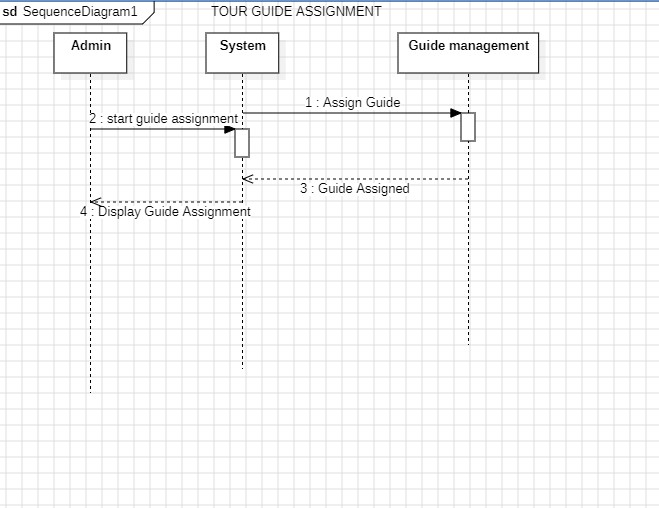 sd SequenceDiagram1
TOUR GUIDE ASSIGNMENT
Admin
System
Guide management
1 : Assign Guide
2 : start guide assignment
3 : Guide Assigned
4 : Display Guide Assignment